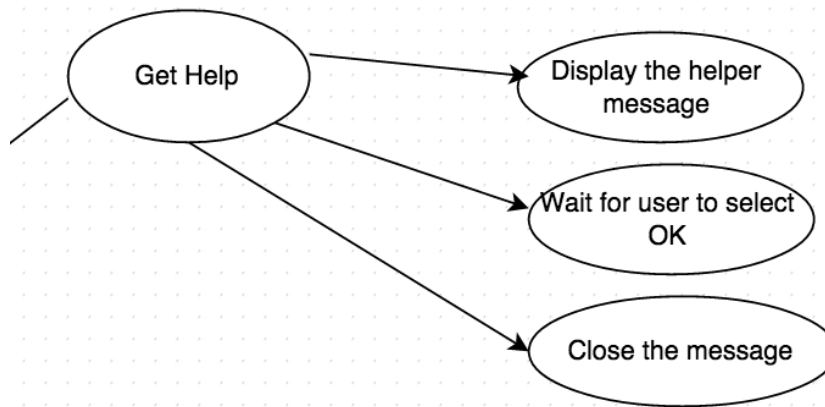 Get Help
Display the helper
message
Wait for user to select
OK
Close the message